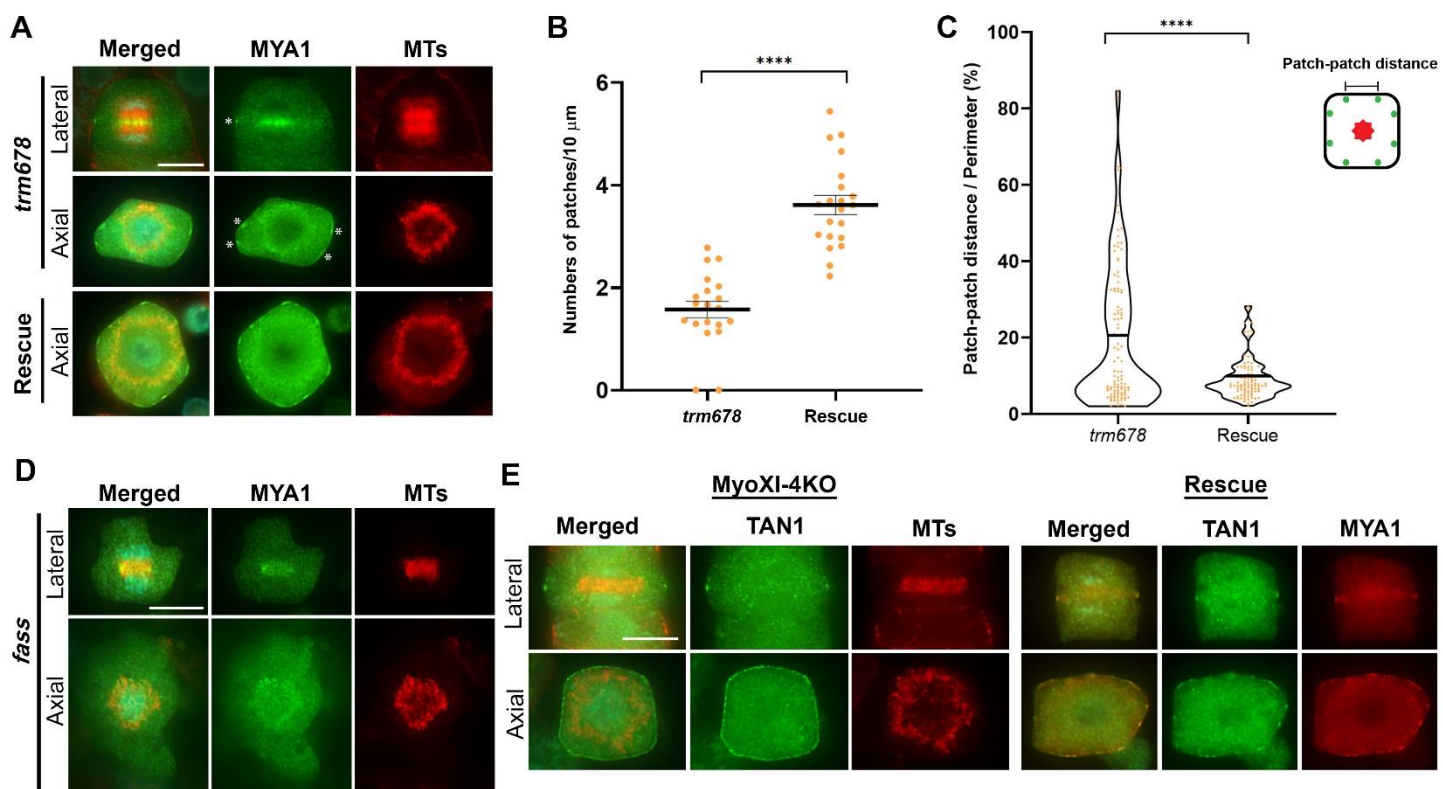 A
Merged MYA1 MTs
trm678
Lateral
*
Axial
* * * *
Rescue
Axial
B
Numbers of patches/10 μm
6
4
2
0
****
trm678 Rescue
C
Patch-patch distance / Perimeter (%)
100
80
60
40
20
0
****
trm678 Rescue
Patch-patch distance
D
Merged MYA1 MTs
fass
Lateral
Axial
E
MyoXI-4KO Rescue
Merged TAN1 MTs Merged TAN1 MYA1
Lateral
Axial